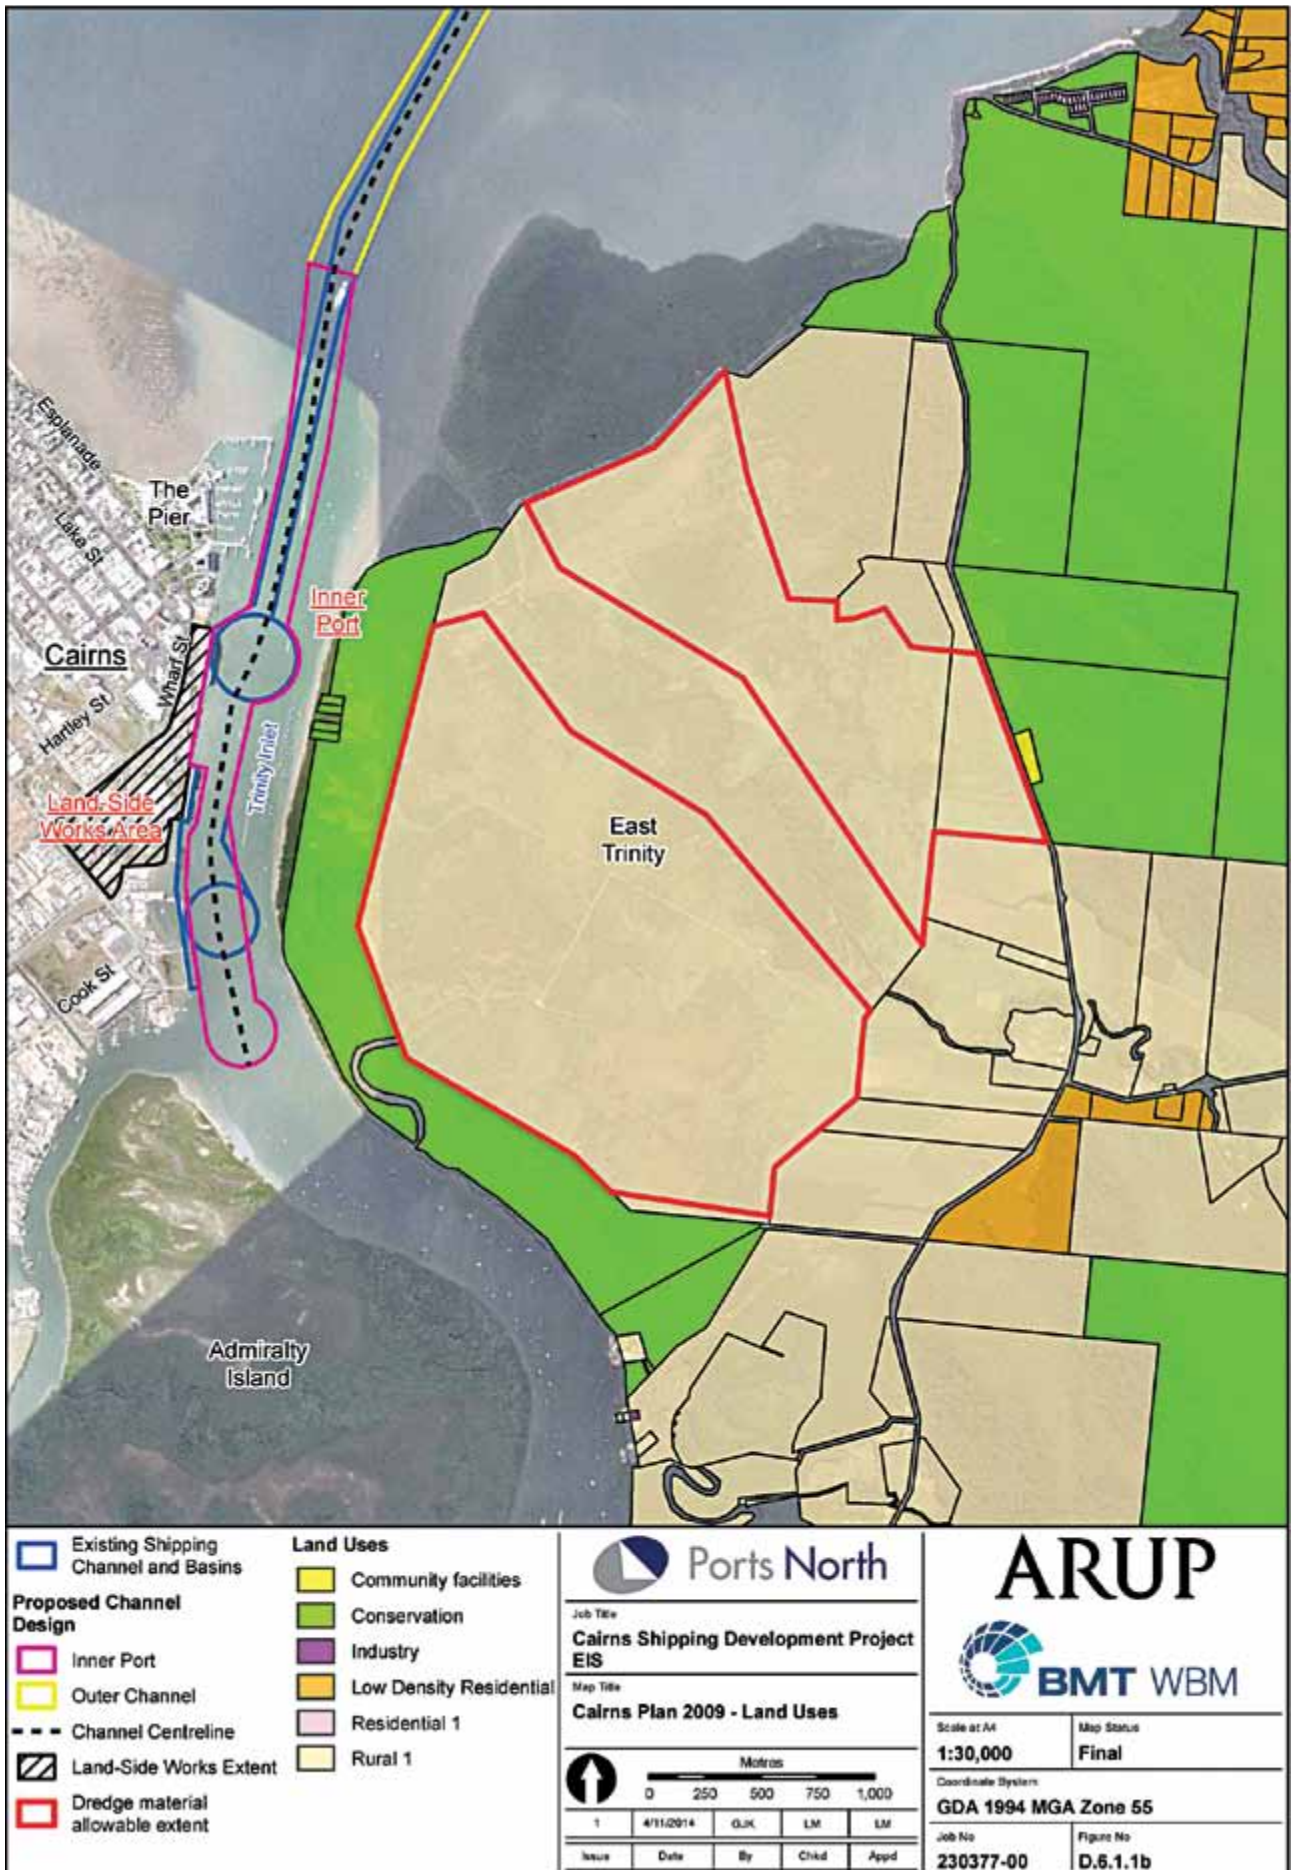 Esplanade
The
Pier
Lake St
Inner
Port
Cairns
Wharf St
Hartley St
Trinity Inlet
Land-Side
Works Area
East
Trinity
Cook St
Admiralty
Island
Existing Shipping
Channel and Basins
Proposed Channel
Design
Inner Port
Outer Channel
Channel Centreline
Land-Side Works Extent
Dredge material
allowable extent
Land Uses
Community facilities
Conservation
Industry
Low Density Residential
Residential 1
Rural 1
Ports North
Job Title
Cairns Shipping Development Project
EIS
Map Title
Cairns Plan 2009 - Land Uses
Metres
0 250 500 750 1,000
1 4/11/2014 GJK LM LM
Issue Date By Chkd Appd
ARUP
BMT WBM
Scale at A4
1:30,000
Map Status
Final
Coordinate System
GDA 1994 MGA Zone 55
Job No
230377-00
Figure No
D.6.1.1b